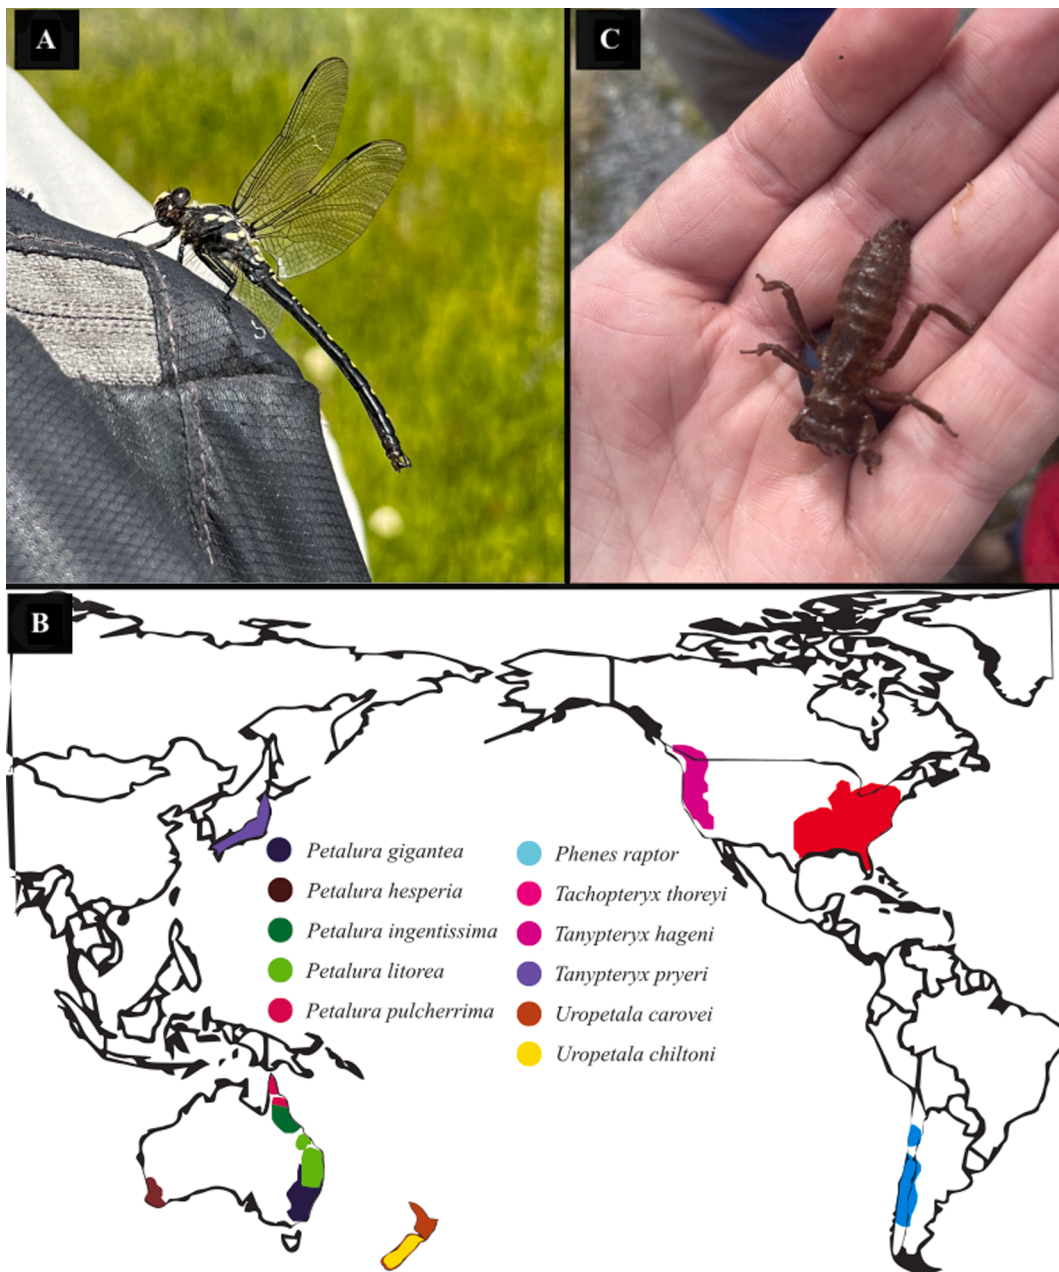 A
C
B
Petalura gigantea
Petalura hesperia
Petalura ingentissima
Petalura litorea
Petalura pulcherrima
Phenes raptor
Tachopteryx thoreyi
Tanypteryx hageni
Tanypteryx pryeri
Uropetala carovei
Uropetala chiltoni